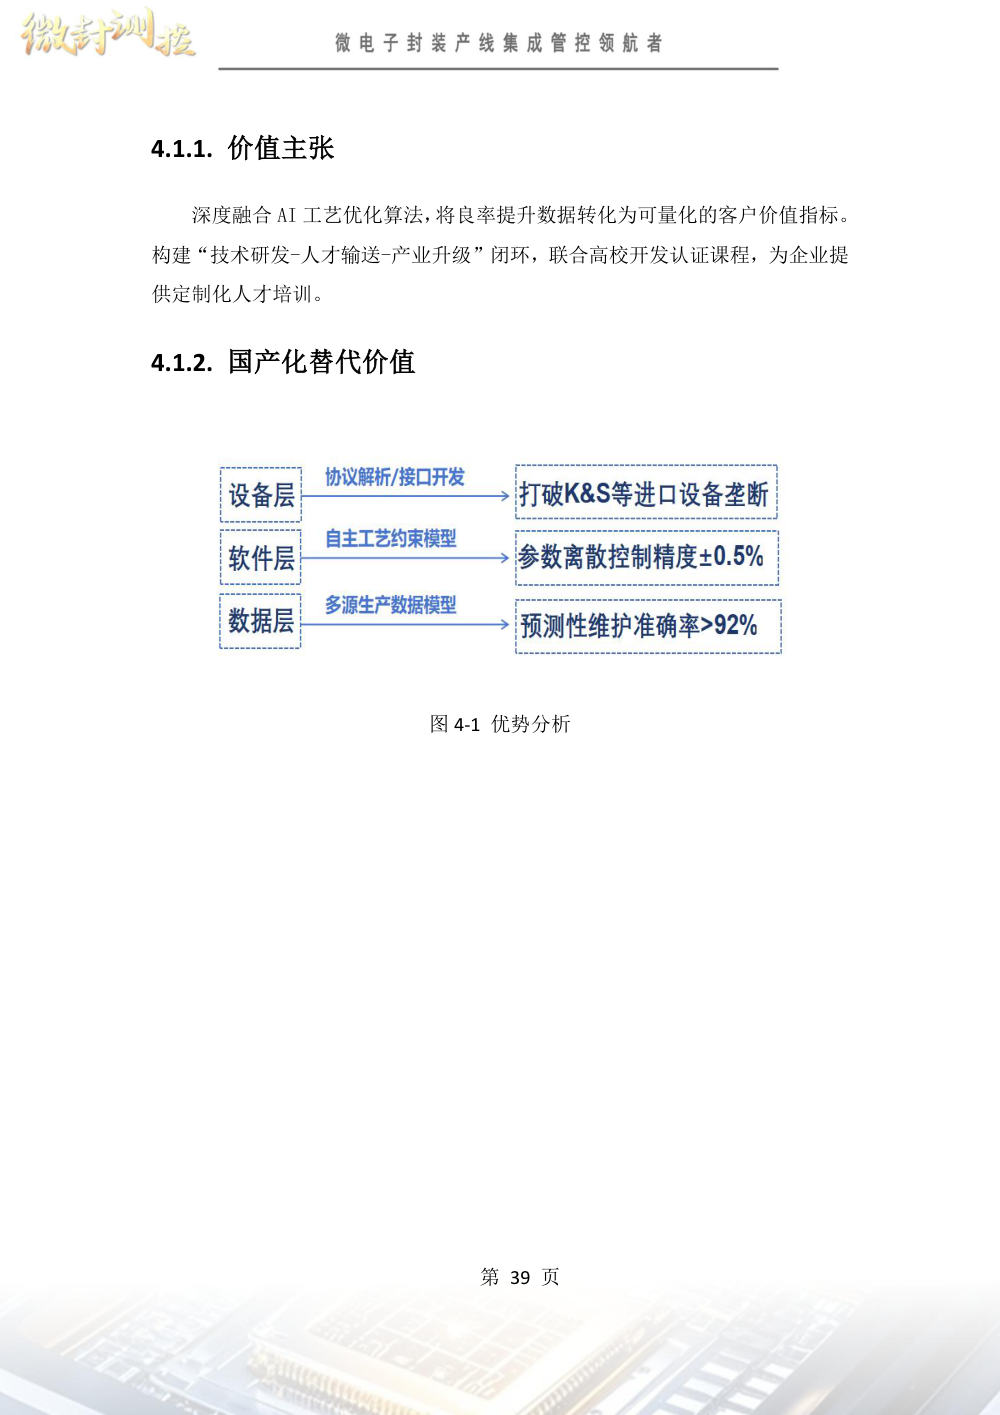 微封训控
微电子封装产线集成管控领航者
4.1.1. 价值主张
深度融合 AI 工艺优化算法，将良率提升数据转化为可量化的客户价值指标。
构建“技术研发-人才输送-产业升级”闭环，联合高校开发认证课程，为企业提
供定制化人才培训。
4.1.2. 国产化替代价值
设备层 协议解析/接口开发 打破K&S等进口设备垄断
软件层 自主工艺约束模型 参数离散控制精度±0.5%
数据层 多源生产数据模型 预测性维护准确率>92%
图 4-1 优势分析
第 39 页